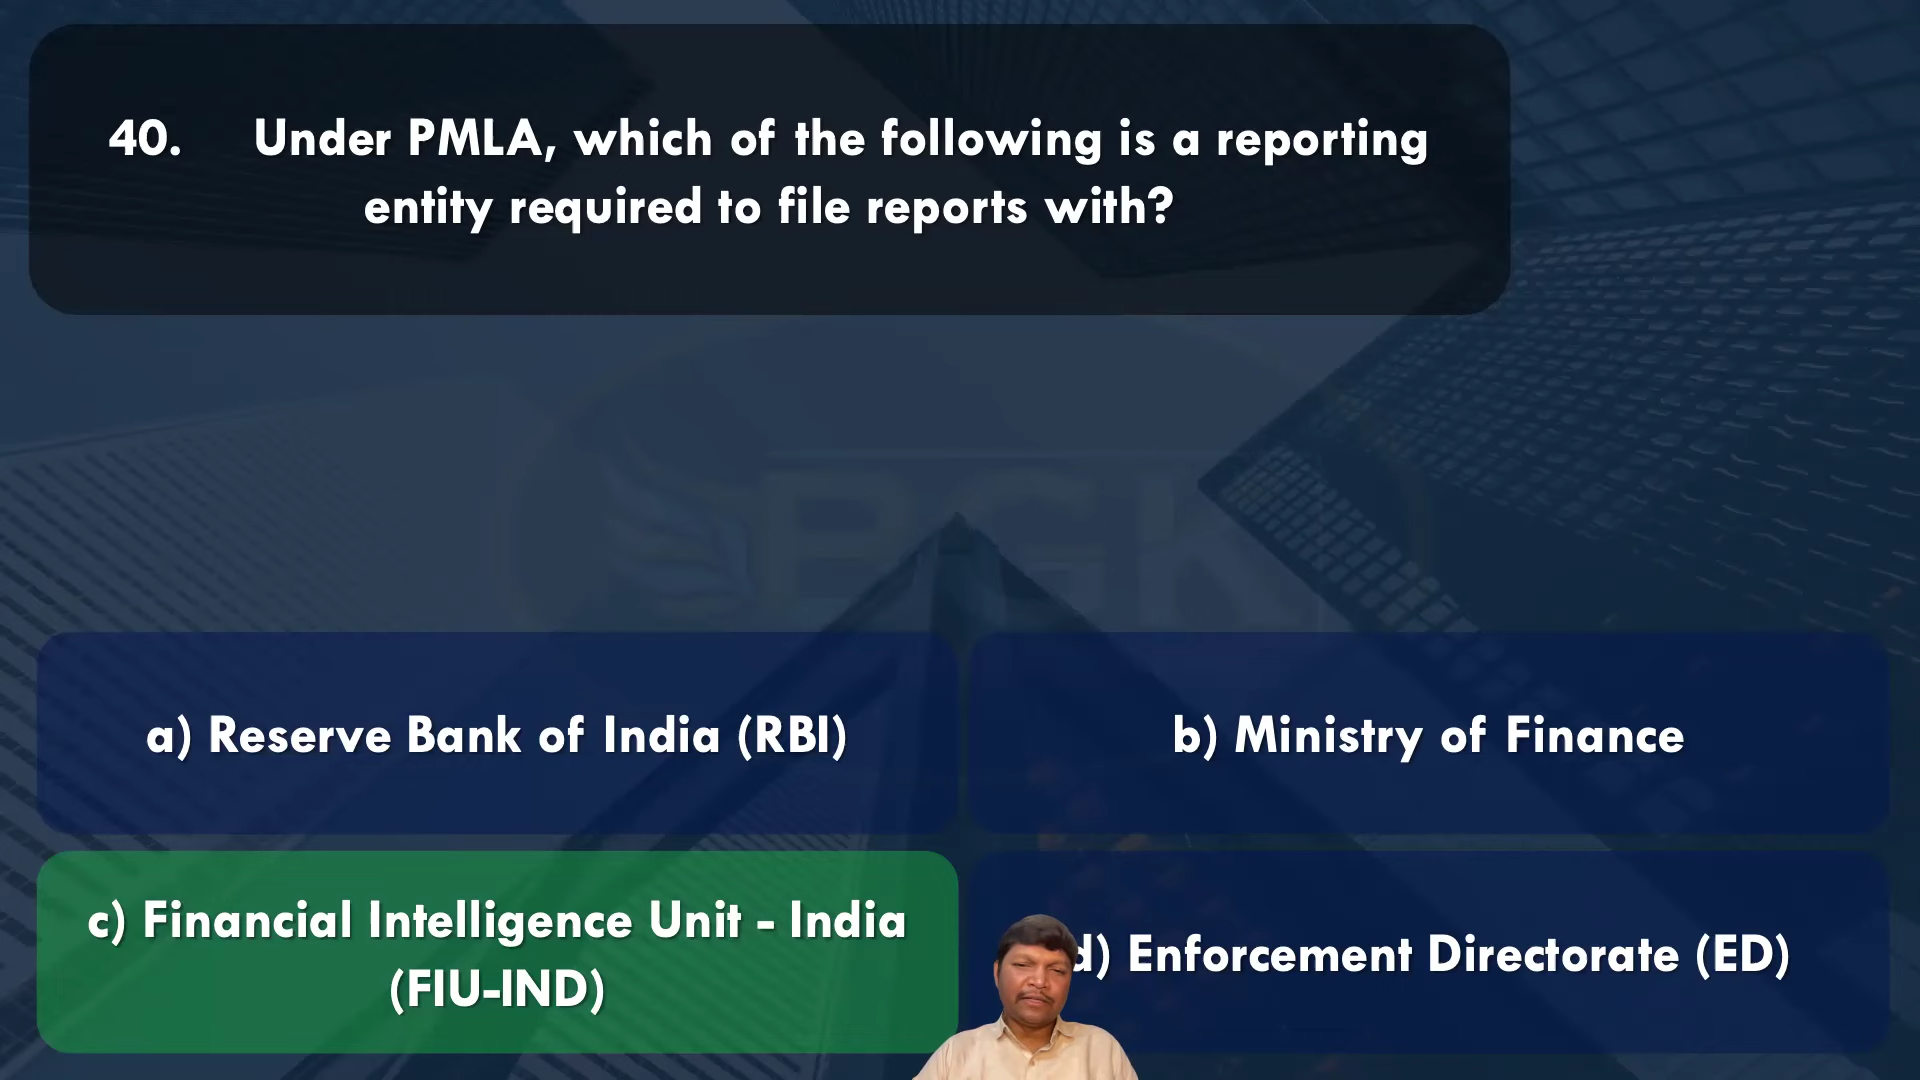 40. Under PMLA, which of the following is a reporting
entity required to file reports with?
BGK
a) Reserve Bank of India (RBI)
b) Ministry of Finance
c) Financial Intelligence Unit - India
(FIU-IND)
d) Enforcement Directorate (ED)